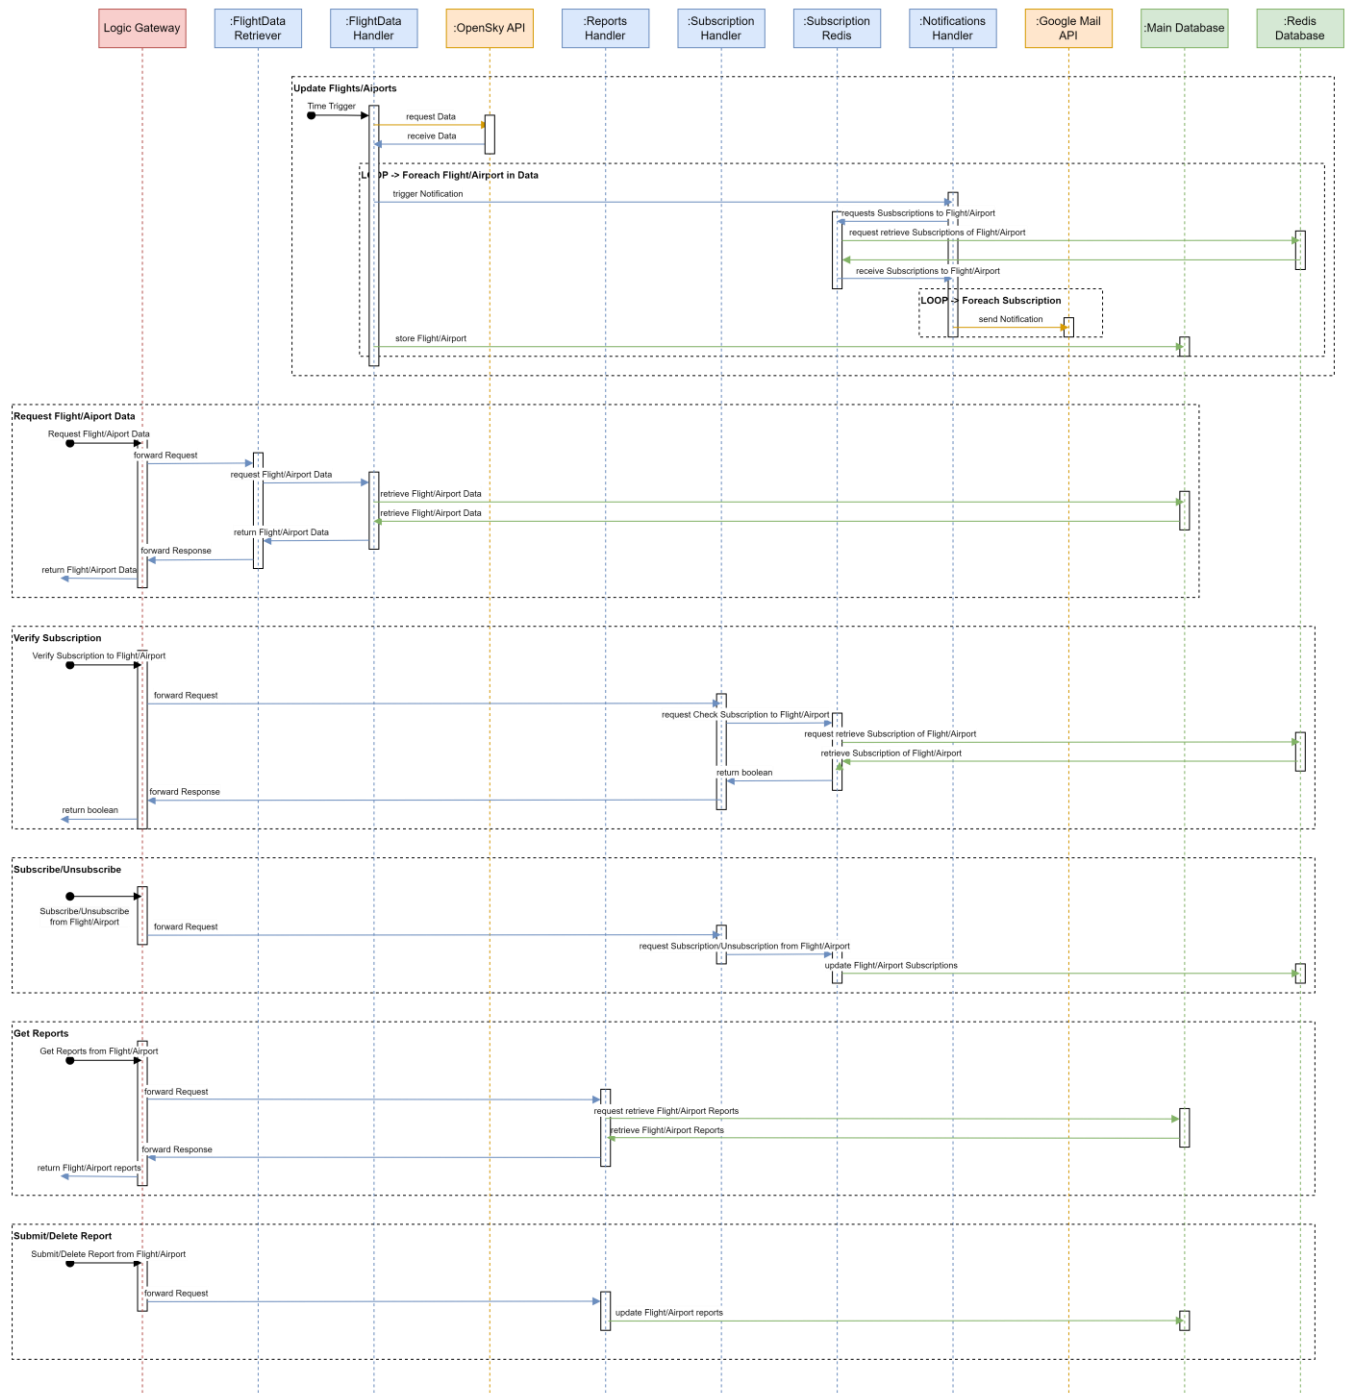 Logic Gateway
:FlightData
Retriever
:FlightData
Handler
:OpenSky API
:Reports
Handler
:Subscription
Handler
:Subscription
Redis
:Notifications
Handler
:Google Mail
API
:Main Database
:Redis
Database
Update Flights/Aiports
Time Trigger
request Data
receive Data
LOOP -> Foreach Flight/Airport in Data
trigger Notification
requests Susbscriptions to Flight/Airport
request retrieve Subscriptions of Flight/Airport
receive Subscriptions to Flight/Airport
LOOP -> Foreach Subscription
send Notification
store Flight/Airport
Request Flight/Aiport Data
Request Flight/Aiport Data
forward Request
request Flight/Airport Data
retrieve Flight/Airport Data
retrieve Flight/Airport Data
return Flight/Airport Data
forward Response
return Flight/Airport Data
Verify Subscription
Verify Subscription to Flight/Airport
forward Request
request Check Subscription to Flight/Airport
request retrieve Subscription of Flight/Airport
retrieve Subscription of Flight/Airport
return boolean
forward Response
return boolean
Subscribe/Unsubscribe
Subscribe/Unsubscribe
from Flight/Airport
forward Request
request Subscription/Unsubscription from Flight/Airport
update Flight/Airport Subscriptions
Get Reports
Get Reports from Flight/Airport
forward Request
request retrieve Flight/Airport Reports
retrieve Flight/Airport Reports
forward Response
return Flight/Airport reports
Submit/Delete Report
Submit/Delete Report from Flight/Airport
forward Request
update Flight/Airport reports